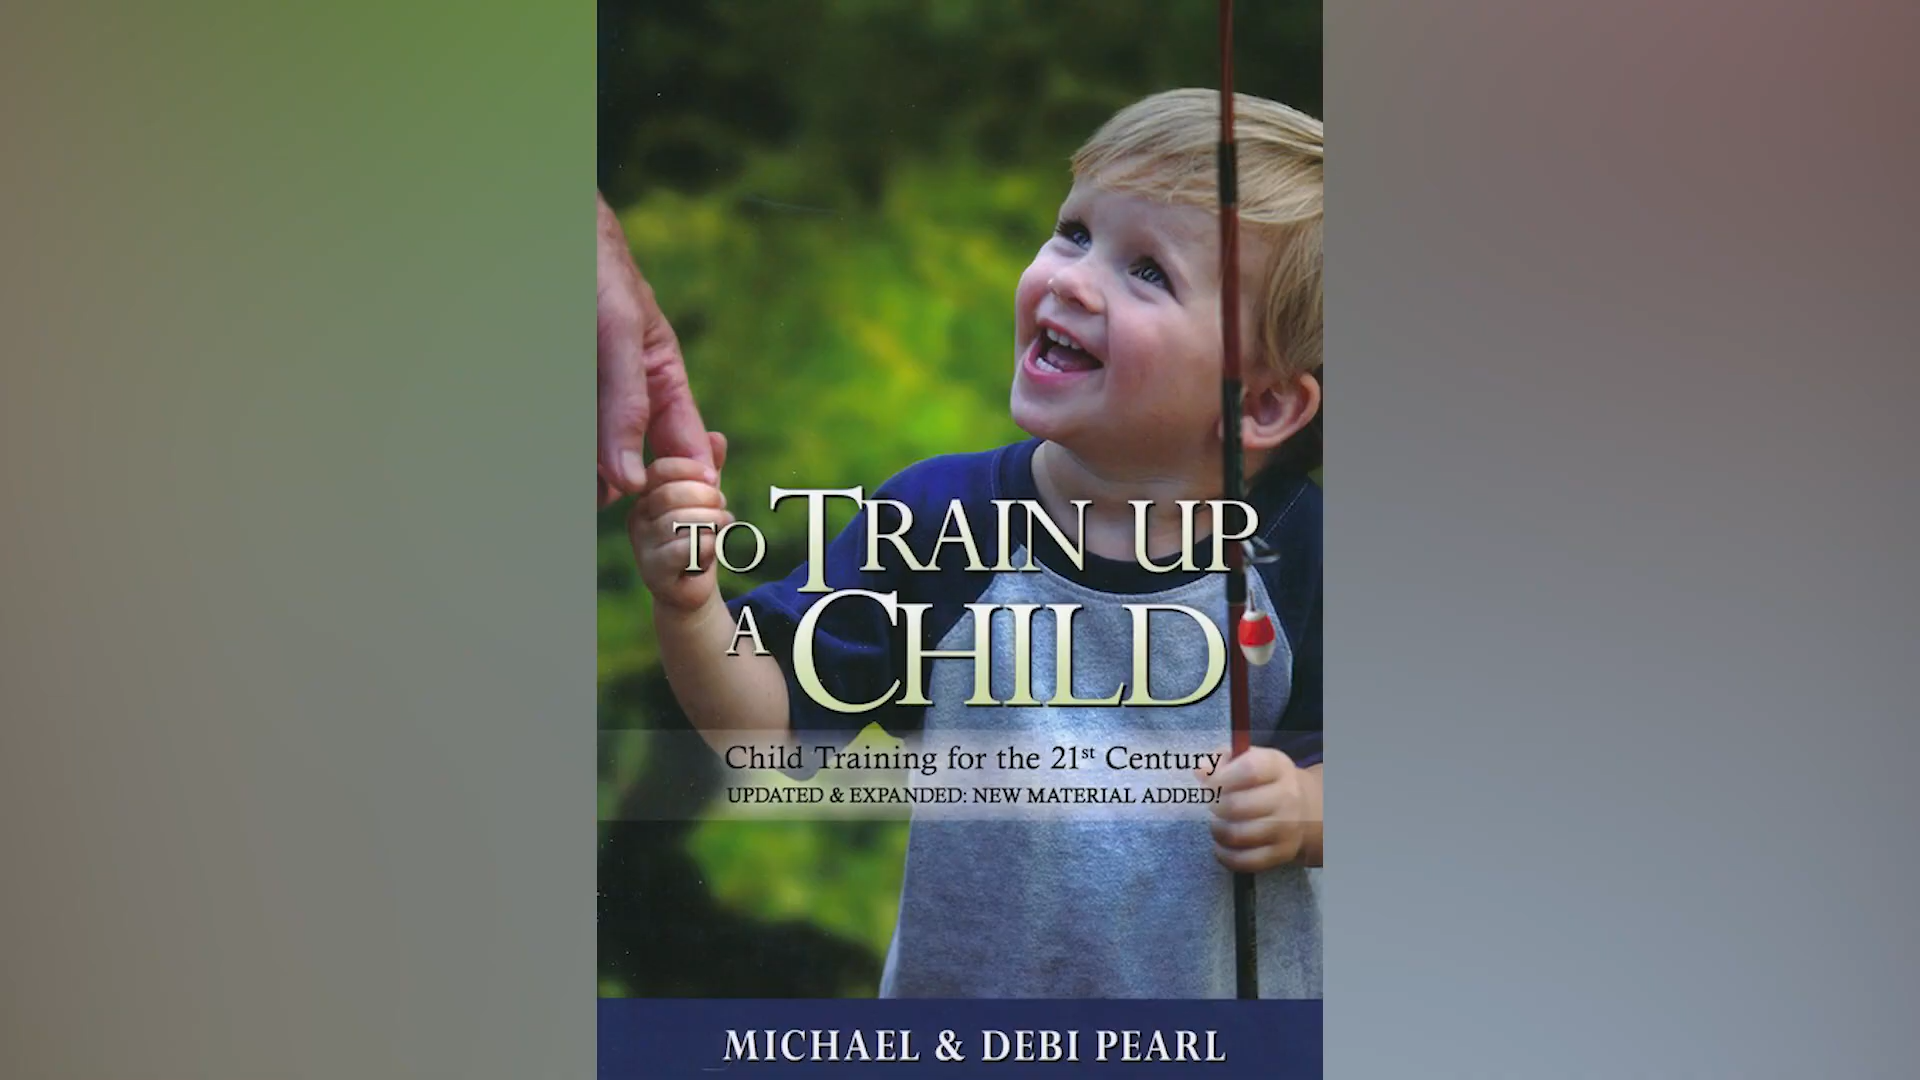 TO TRAIN UP
A CHILD
Child Training for the 21st Century
UPDATED & EXPANDED: NEW MATERIAL ADDED!
MICHAEL & DEBI PEARL